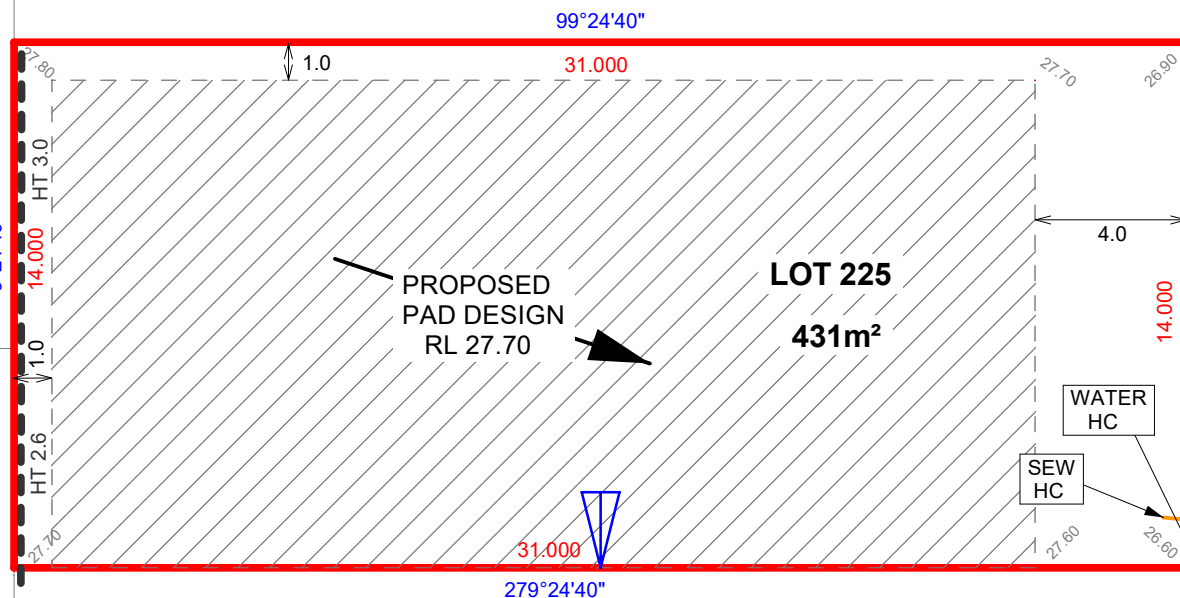 99°24'40"
27.80
1.0
31.000
27.70
26.90
HT 3.0
14.000
4.0
LOT 225
431m²
PROPOSED
PAD DESIGN
RL 27.70
14.000
1.0
WATER
HC
HT 2.6
SEW
HC
27.70
31.000
27.60
26.60
279°24'40"